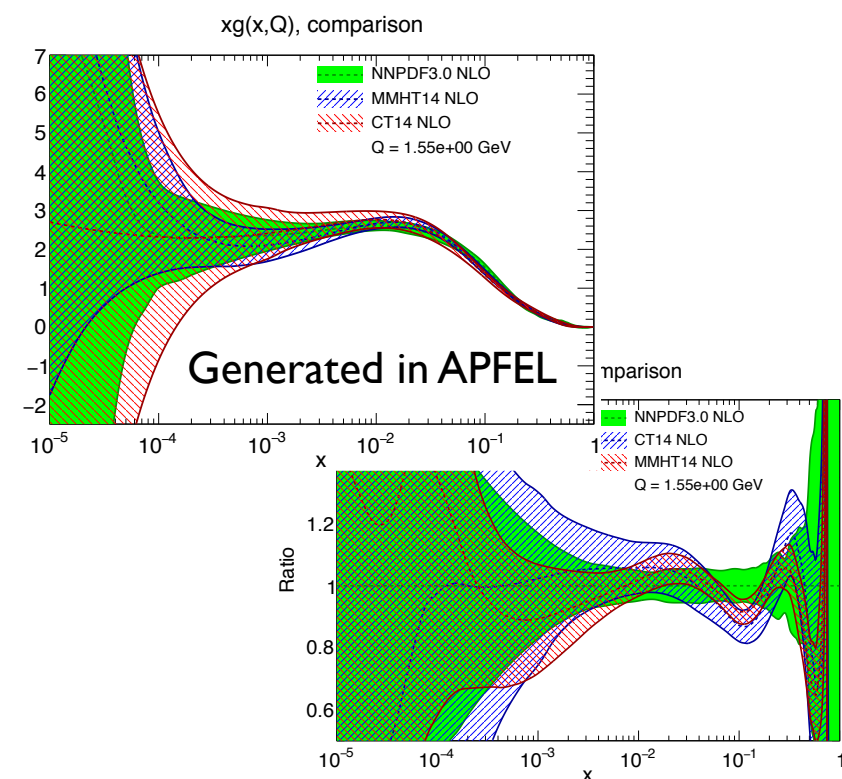 xg(x,Q), comparison
7
6
5
4
3
2
1
0
−1
−2
NNPDF3.0 NLO
MMHT14 NLO
CT14 NLO
Q = 1.55e+00 GeV
Generated in APFEL
10⁻⁵ 10⁻⁴ 10⁻³ 10⁻² 10⁻¹ 1
x
mparison
NNPDF3.0 NLO
CT14 NLO
MMHT14 NLO
Q = 1.55e+00 GeV
Ratio
1.2
1
0.8
0.6
10⁻⁵ 10⁻⁴ 10⁻³ 10⁻² 10⁻¹ 1
x